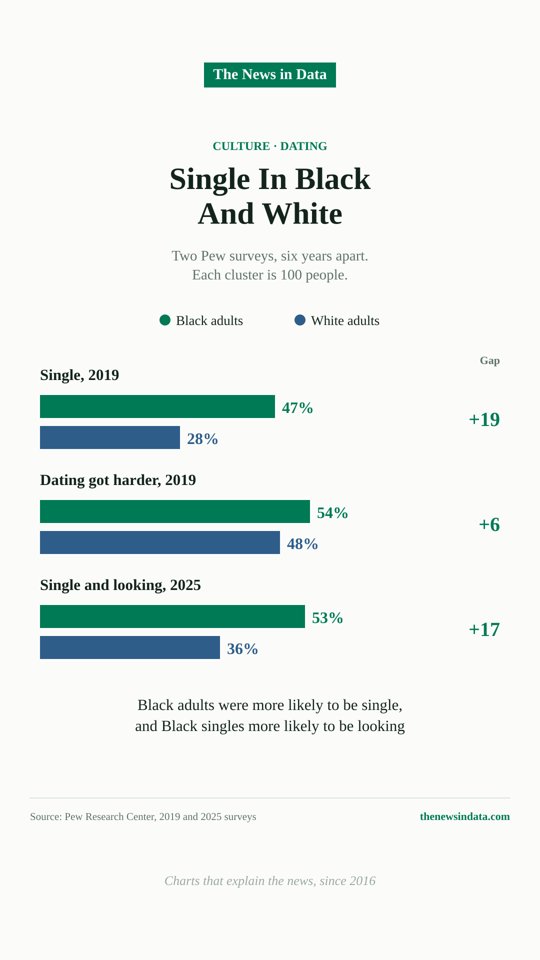 The News in Data
CULTURE · DATING
Single In Black
And White
Two Pew surveys, six years apart.
Each cluster is 100 people.
Black adults
White adults
Gap
Single, 2019
47%
28%
+19
Dating got harder, 2019
54%
48%
+6
Single and looking, 2025
53%
36%
+17
Black adults were more likely to be single,
and Black singles more likely to be looking
Source: Pew Research Center, 2019 and 2025 surveys
thenewsindata.com
Charts that explain the news, since 2016